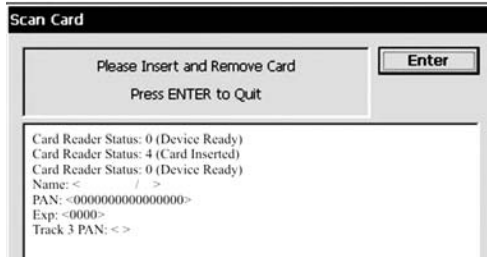 Scan Card
Please Insert and Remove Card
Enter
Press ENTER to Quit
Card Reader Status: 0 (Device Ready)
Card Reader Status: 4 (Card Inserted)
Card Reader Status: 0 (Device Ready)
Name: < / >
PAN: <0000000000000000>
Exp: <0000>
Track 3 PAN: < >